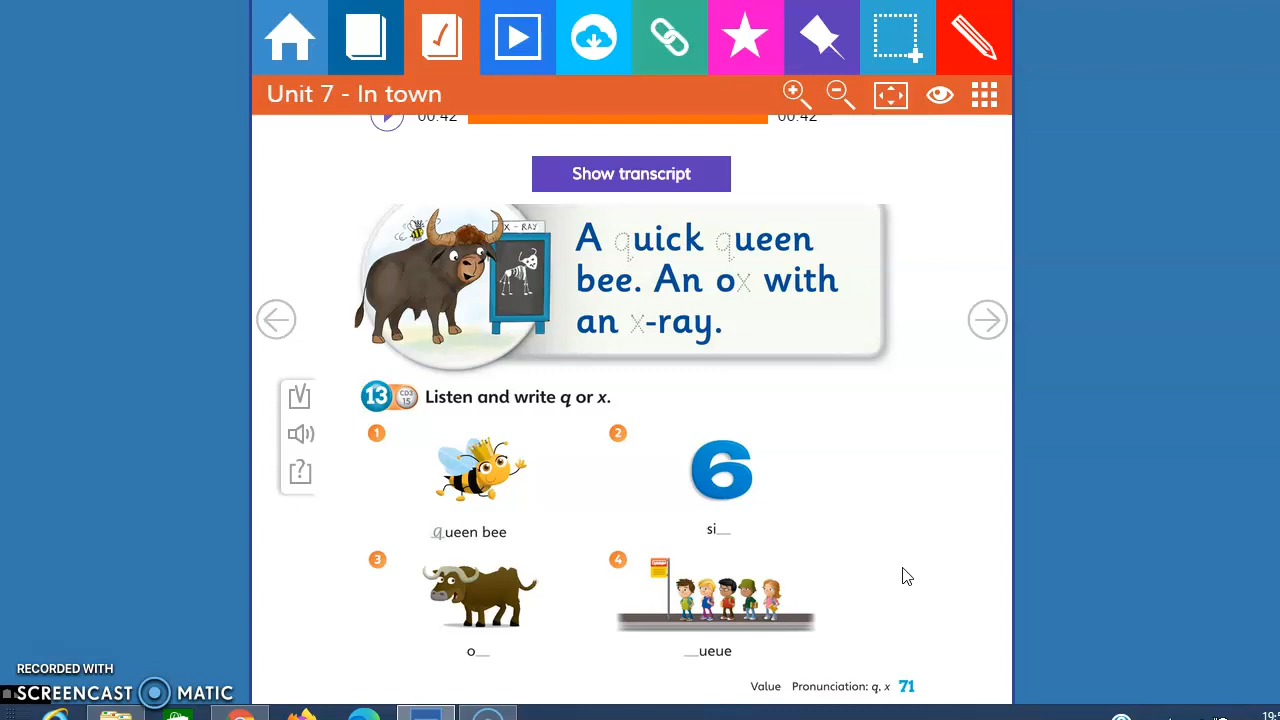 Unit 7 - In town
00:42 00:42
Show transcript
X - RAY
A quick queen
bee. An ox with
an x-ray.
13 CD3 15 Listen and write q or x.
1 2
queen bee si__
3 4
o__ __ueue
Value Pronunciation: q, x 71
RECORDED WITH
SCREENCAST MATIC